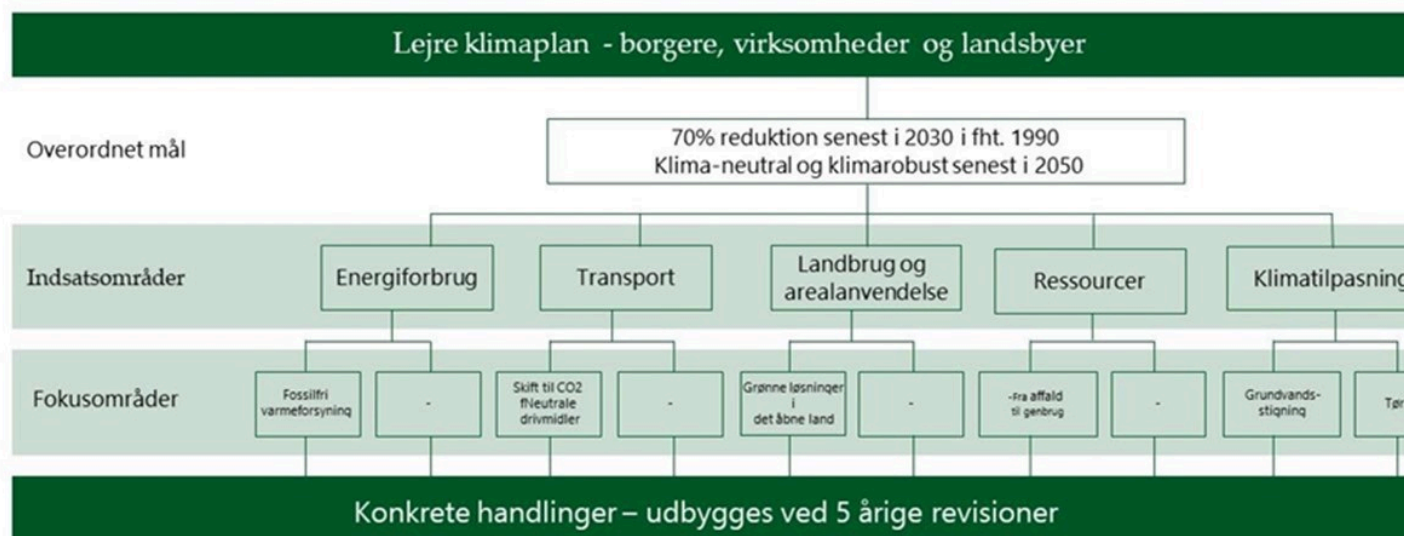 Lejre klimaplan - borgere, virksomheder og landsbyer
Overordnet mål
70% reduktion senest i 2030 i fht. 1990
Klima-neutral og klimarobust senest i 2050
Indsatsområder
Energiforbrug
Transport
Landbrug og
arealanvendelse
Ressourcer
Klimatilpasning
Fokusområder
Fossilfri
varmeforsyning
-
Skift til CO2
fNeutrale
drivmidler
-
Grønne løsninger
i
det åbne land
-
-Fra affald
til genbrug
-
Grundvands-
stigning
Konkrete handlinger – udbygges ved 5 årige revisioner